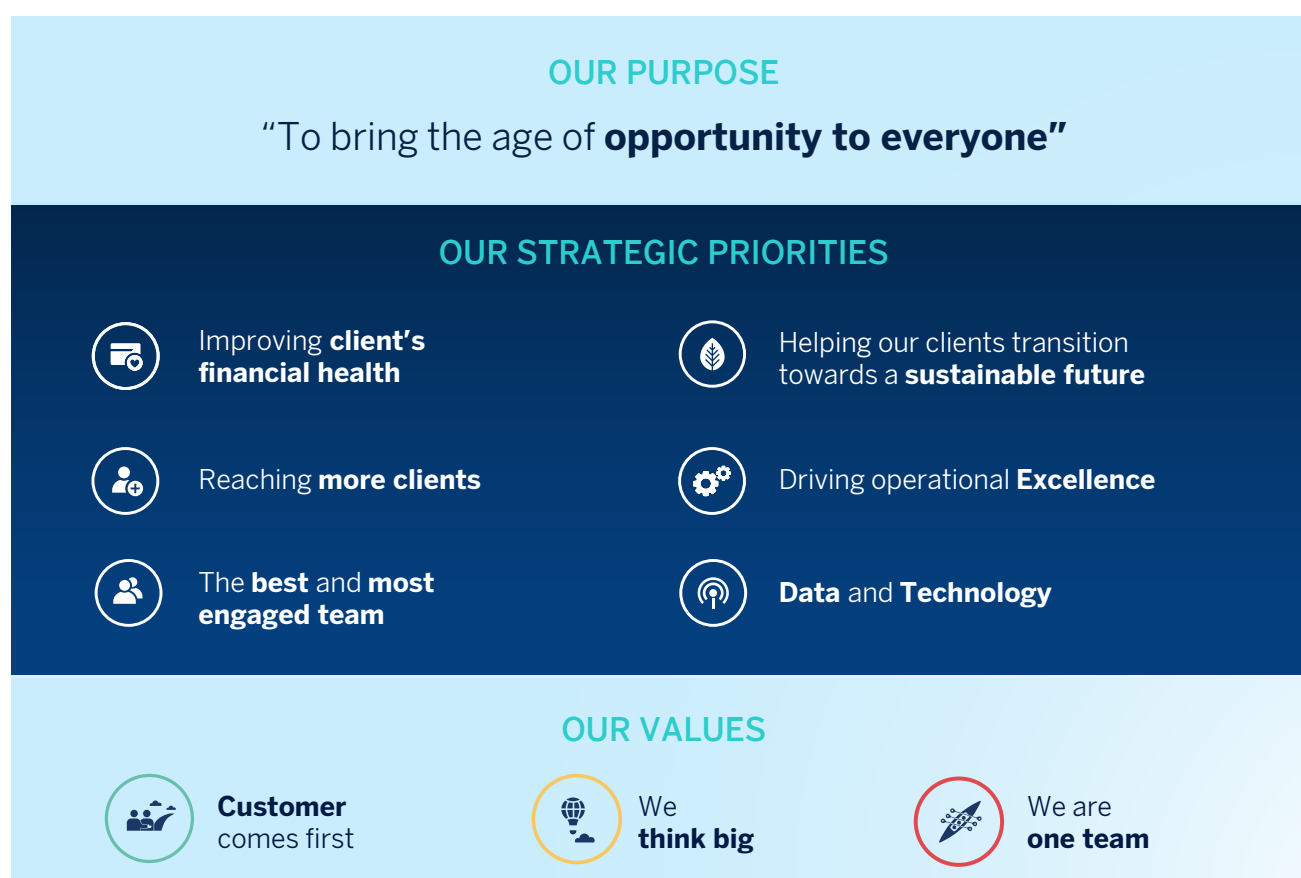 OUR PURPOSE
“To bring the age of opportunity to everyone”
OUR STRATEGIC PRIORITIES
Improving client’s
financial health
Helping our clients transition
towards a sustainable future
Reaching more clients
Driving operational Excellence
The best and most
engaged team
Data and Technology
OUR VALUES
Customer
comes first
We
think big
We are
one team